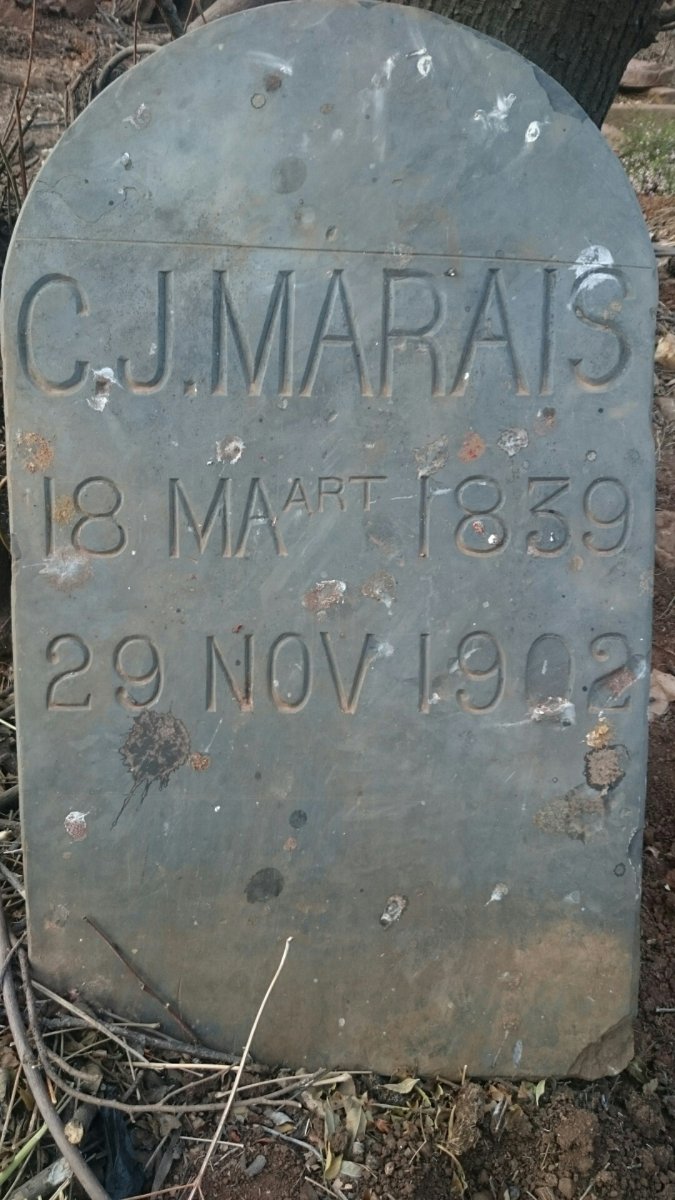 C.J. MARAIS
18 MAART 1839
29 NOV 1902